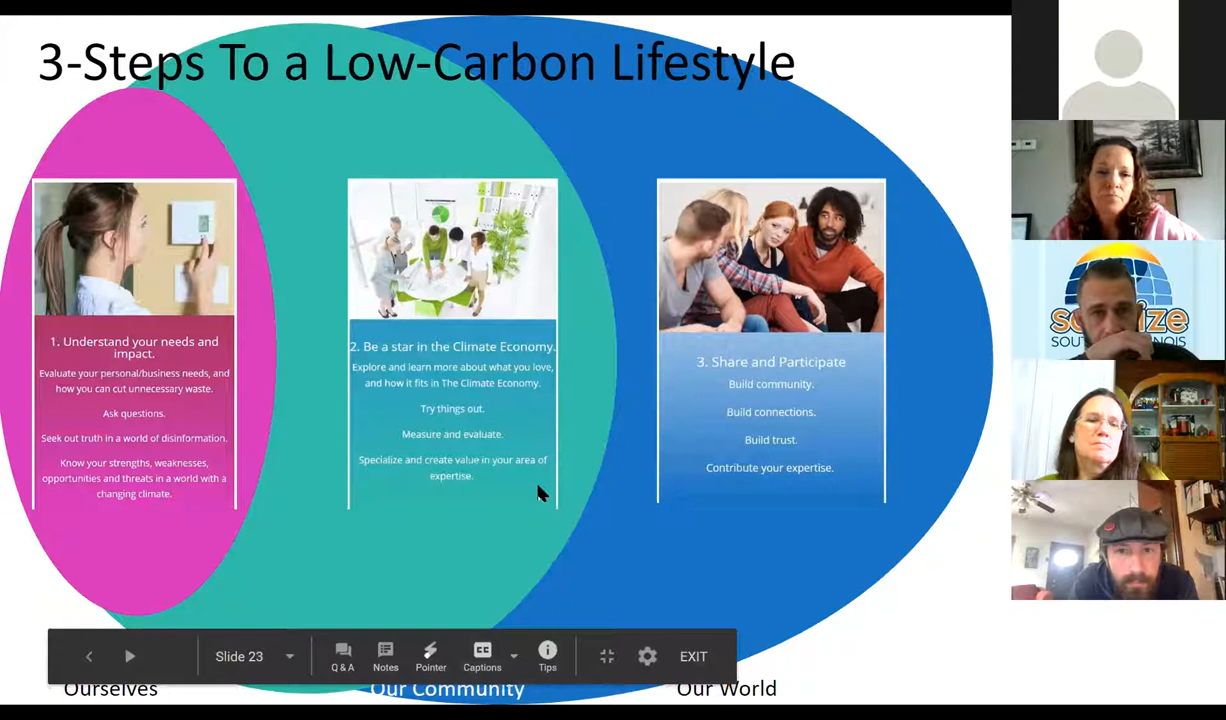 3-Steps To a Low-Carbon Lifestyle
1. Understand your needs and
impact.
Evaluate your personal/business needs, and
how you can cut unnecessary waste.
Ask questions.
Seek out truth in a world of disinformation.
Know your strengths, weaknesses,
opportunities and threats in a world with a
changing climate.
2. Be a star in the Climate Economy.
Explore and learn more about what you love,
and how it fits in The Climate Economy.
Try things out.
Measure and evaluate.
Specialize and create value in your area of
expertise.
3. Share and Participate
Build community.
Build connections.
Build trust.
Contribute your expertise.
Slide 23
Q & A
Notes
Pointer
CC
Captions
Tips
EXIT
Ourselves
Our Community
Our World